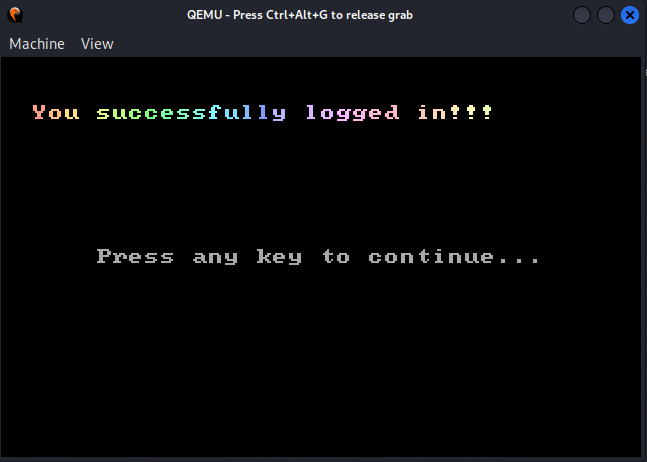 QEMU - Press Ctrl+Alt+G to release grab
Machine View
You successfully logged in!!!
Press any key to continue...